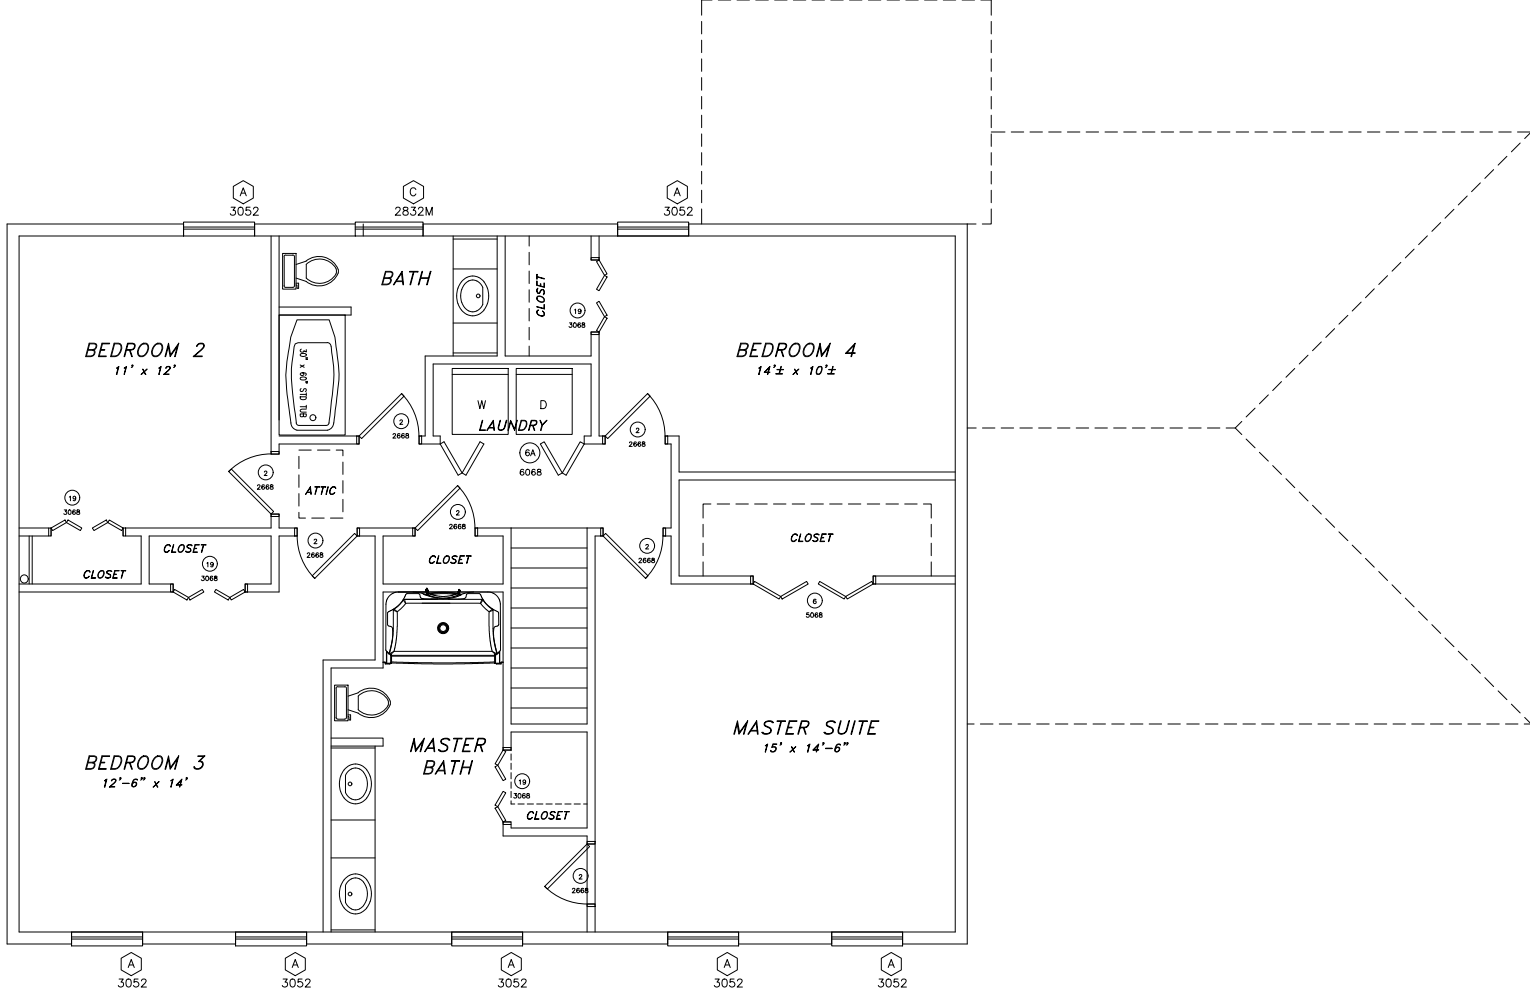 A
C
A
3052
2832M
3052
BATH
CLOSET
19
3068
BEDROOM 2
11' x 12'
30" x 60" STD TUB
BEDROOM 4
14'± x 10'±
W
D
LAUNDRY
2
2668
2
2668
6A
6068
2
2668
ATTIC
19
3068
2
2668
2
2668
2
2668
CLOSET
CLOSET
19
3068
CLOSET
CLOSET
CLOSET
6
5068
MASTER SUITE
15' x 14'-6"
MASTER
BATH
BEDROOM 3
12'-6" x 14'
19
3068
CLOSET
2
2668
A
A
A
A
A
3052
3052
3052
3052
3052